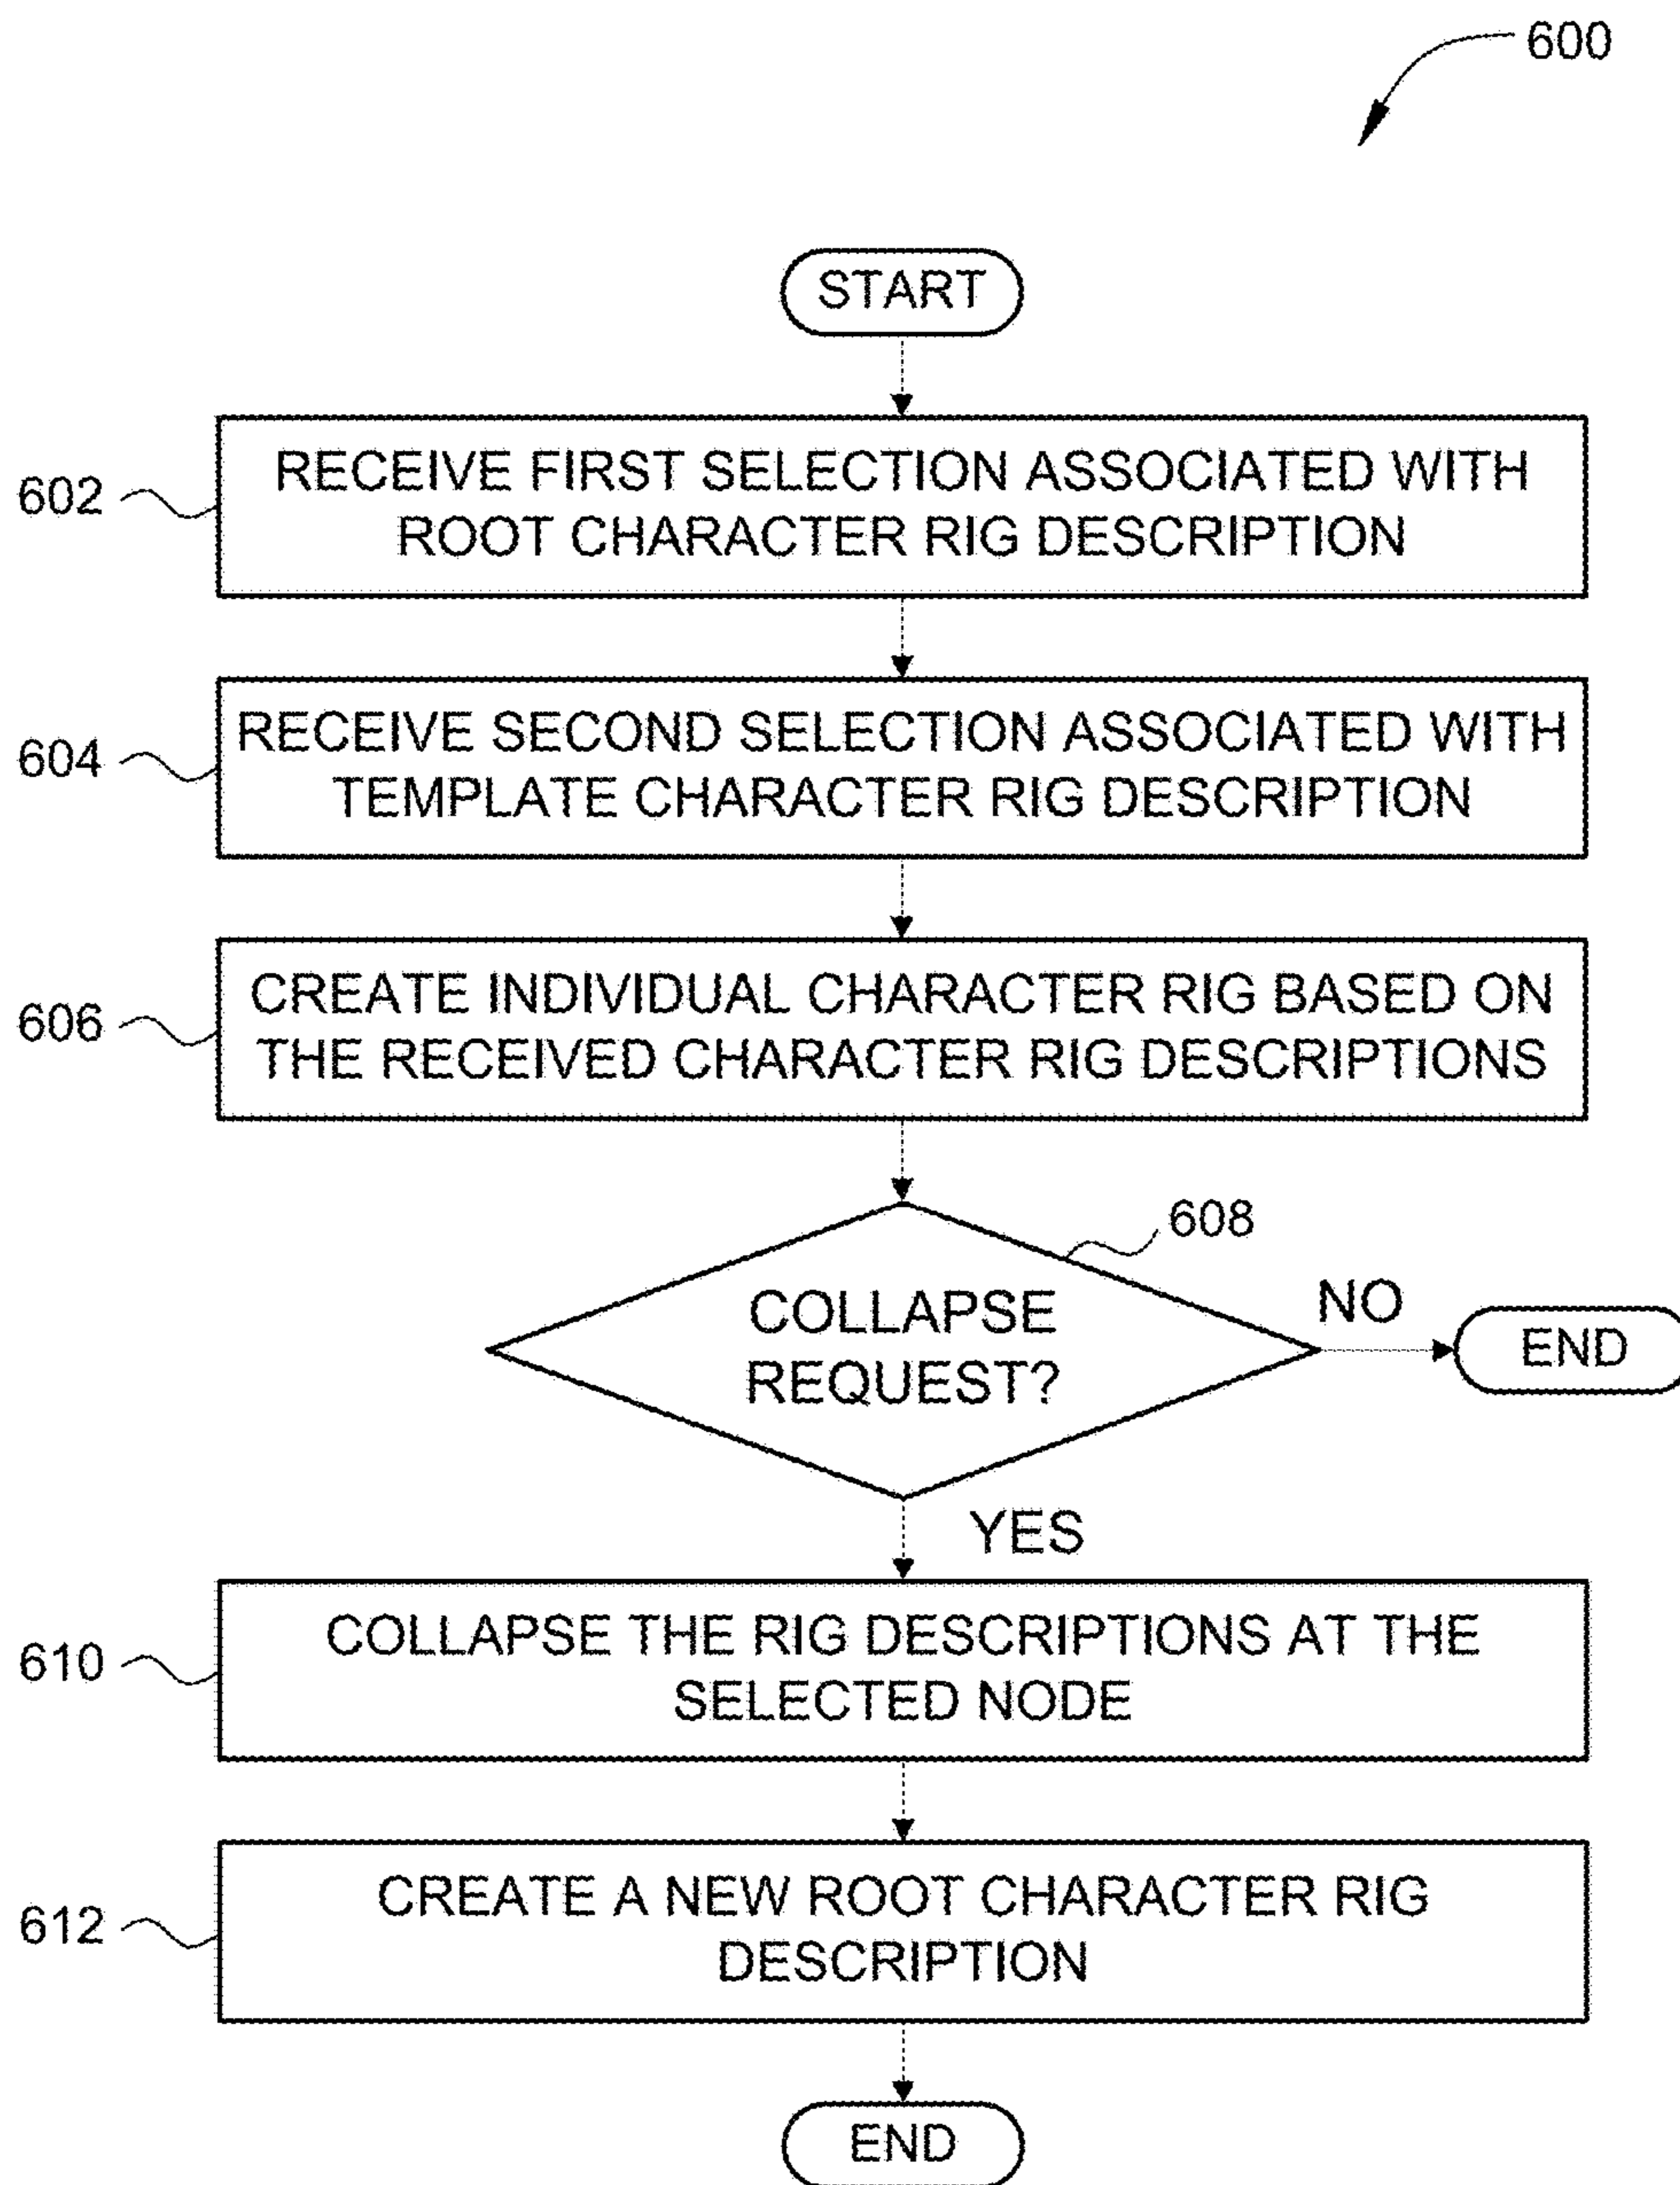 600
START
602
RECEIVE FIRST SELECTION ASSOCIATED WITH
ROOT CHARACTER RIG DESCRIPTION
604
RECEIVE SECOND SELECTION ASSOCIATED WITH
TEMPLATE CHARACTER RIG DESCRIPTION
606
CREATE INDIVIDUAL CHARACTER RIG BASED ON
THE RECEIVED CHARACTER RIG DESCRIPTIONS
608
COLLAPSE
REQUEST?
NO
END
YES
610
COLLAPSE THE RIG DESCRIPTIONS AT THE
SELECTED NODE
612
CREATE A NEW ROOT CHARACTER RIG
DESCRIPTION
END